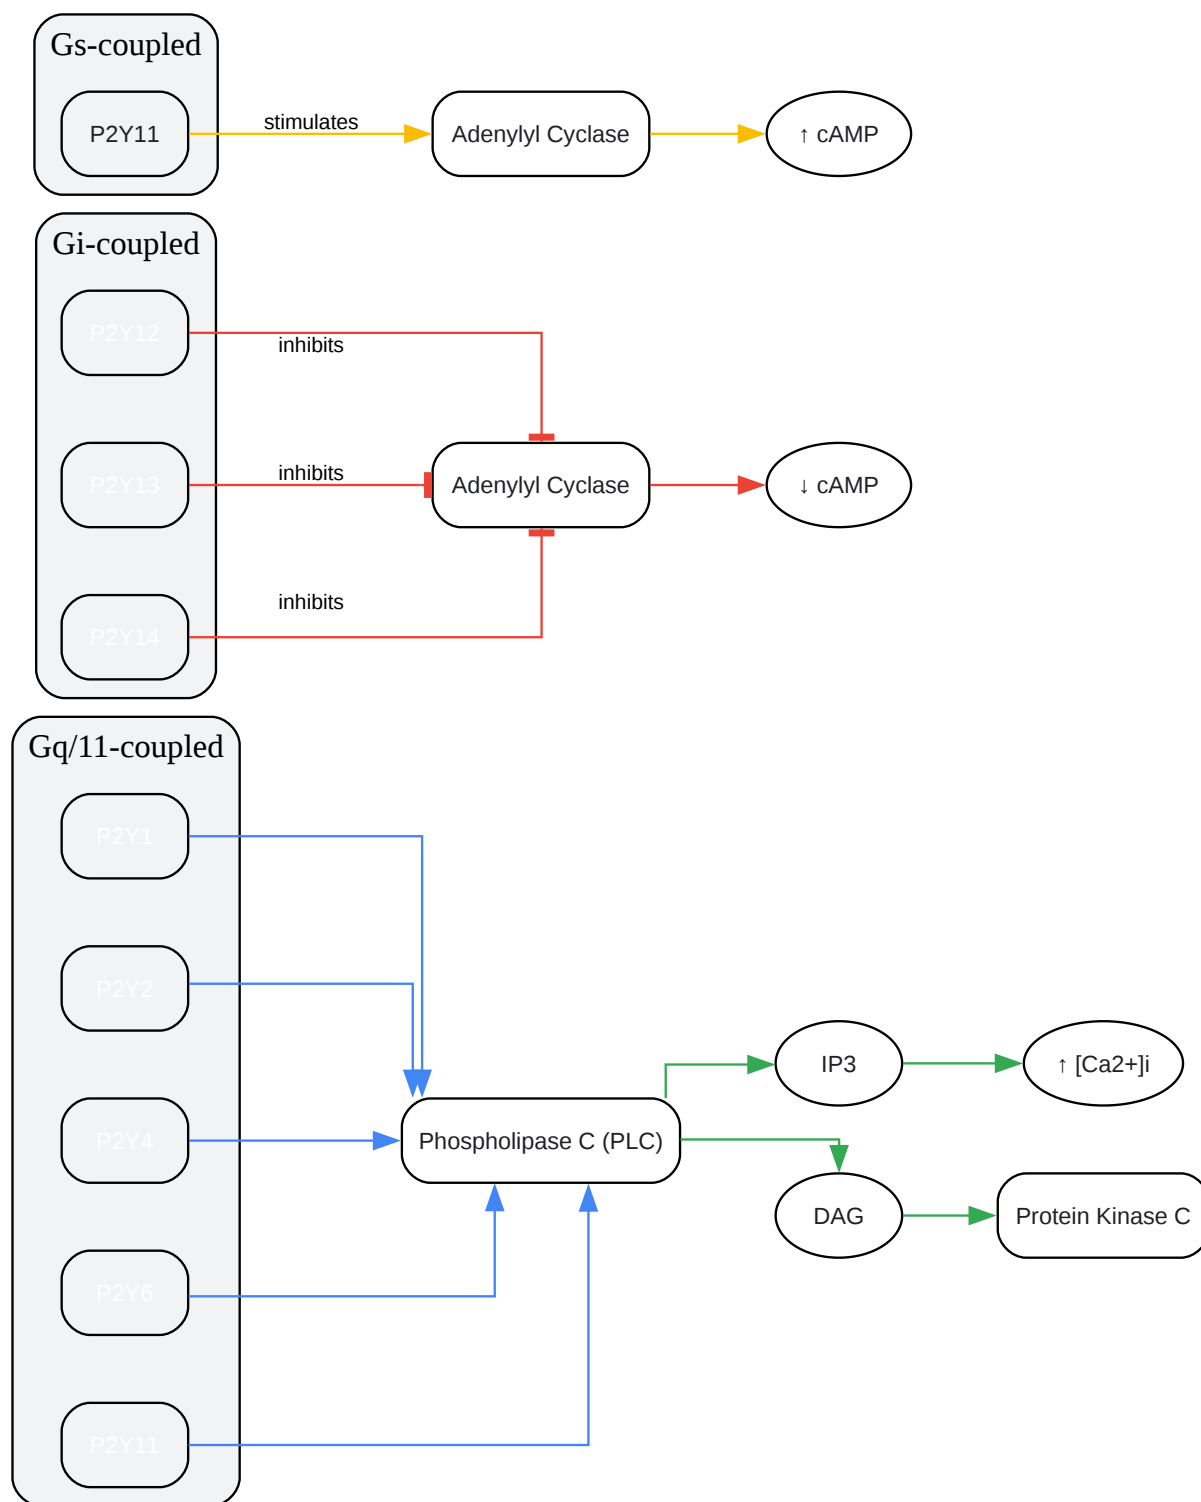 Gs-coupled
P2Y11
stimulates
Adenylyl Cyclase
↑ cAMP
Gi-coupled
P2Y12
inhibits
P2Y13
inhibits
Adenylyl Cyclase
↓ cAMP
P2Y14
inhibits
Gq/11-coupled
P2Y1
P2Y2
IP3
↑ [Ca2+]i
P2Y4
Phospholipase C (PLC)
DAG
Protein Kinase C
P2Y6
P2Y11